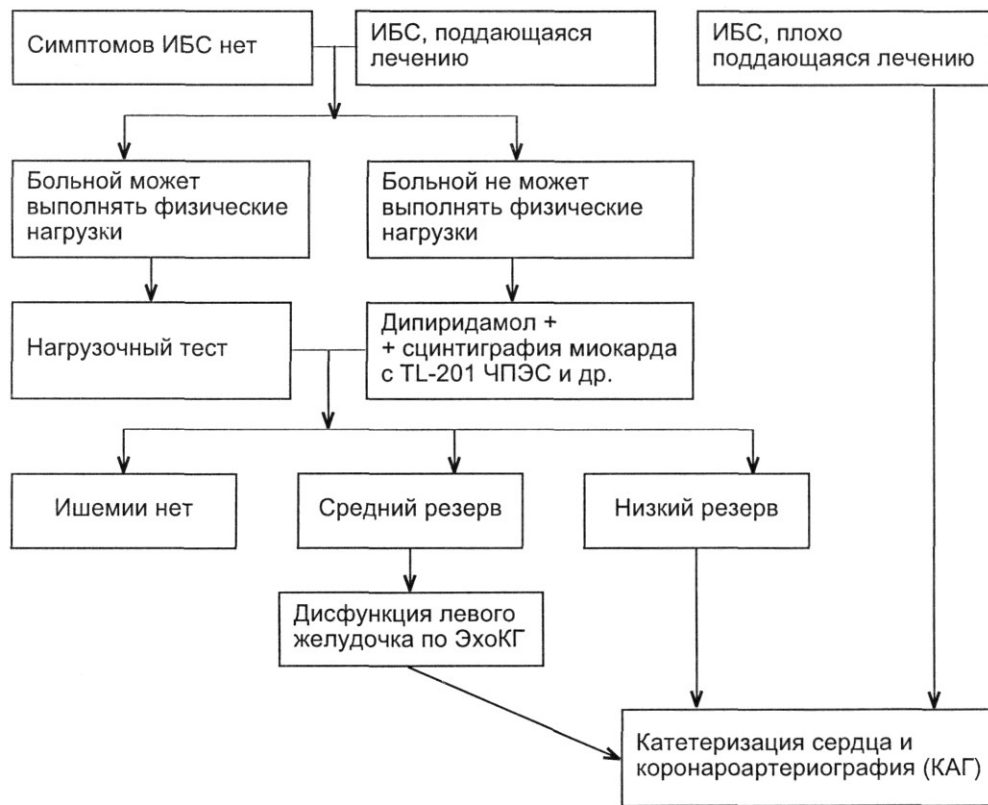 Симптомов ИБС нет
ИБС, поддающаяся
лечению
ИБС, плохо
поддающаяся лечению
Больной может
выполнять физические
нагрузки
Больной не может
выполнять физические
нагрузки
Нагрузочный тест
Дипиридамол +
+ сцинтиграфия миокарда
с TL-201 ЧПЭС и др.
Ишемии нет
Средний резерв
Низкий резерв
Дисфункция левого
желудочка по ЭхоКГ
Катетеризация сердца и
коронароартериография (КАГ)